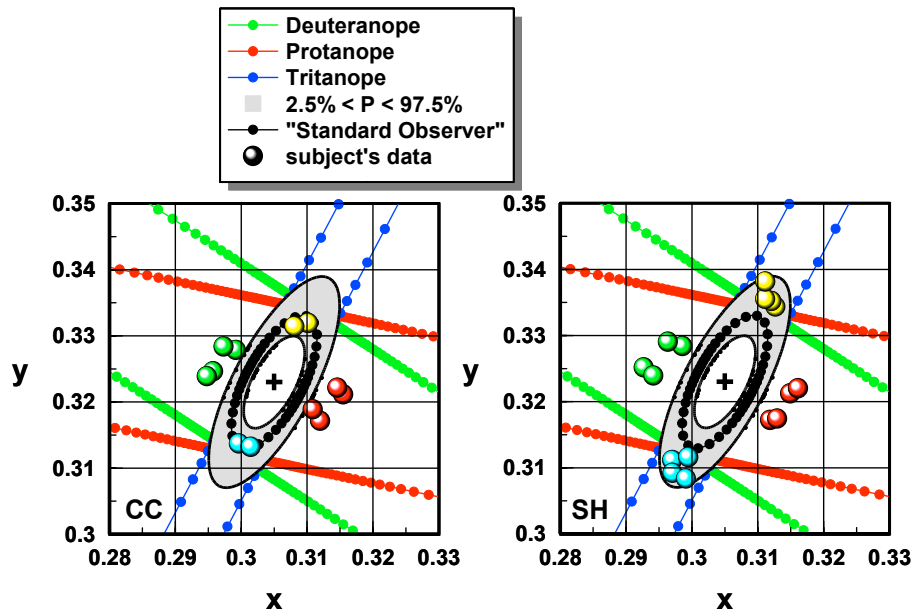 Deuteranope
Protanope
Tritanope
2.5% < P < 97.5%
"Standard Observer"
subject's data
0.35
0.34
0.33
0.32
0.31
0.3
y
CC
0.28 0.29 0.3 0.31 0.32 0.33
x
0.35
0.34
0.33
0.32
0.31
0.3
y
SH
0.28 0.29 0.3 0.31 0.32 0.33
x